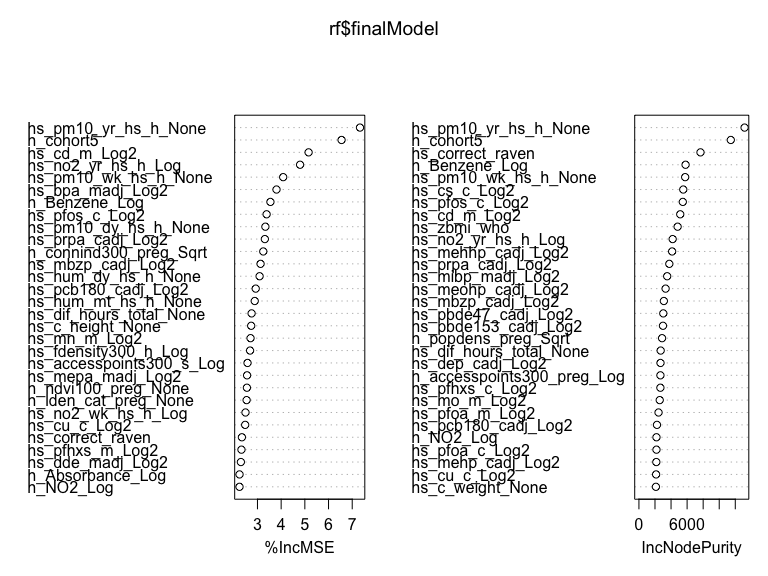 rf$finalModel
hs_pm10_yr_hs_h_None
h_cohort5
hs_cd_m_Log2
hs_no2_yr_hs_h_Log
hs_pm10_wk_hs_h_None
hs_bpa_madj_Log2
h_Benzene_Log
hs_pfos_c_Log2
hs_pm10_dy_hs_h_None
hs_prpa_cadj_Log2
h_connind300_preg_Sqrt
hs_mbzp_cadj_Log2
hs_hum_dy_hs_h_None
hs_pcb180_cadj_Log2
hs_hum_mt_hs_h_None
hs_dif_hours_total_None
hs_c_height_None
hs_mn_m_Log2
hs_fdensity300_h_Log
hs_accesspoints300_s_Log
hs_mepa_madj_Log2
h_ndvi100_preg_None
h_lden_cat_preg_None
hs_no2_wk_hs_h_Log
hs_cu_c_Log2
hs_correct_raven
hs_pfhxs_m_Log2
hs_dde_madj_Log2
h_Absorbance_Log
h_NO2_Log
3 4 5 6 7
%IncMSE
hs_pm10_yr_hs_h_None
h_cohort5
hs_correct_raven
h_Benzene_Log
hs_pm10_wk_hs_h_None
hs_cs_c_Log2
hs_pfos_c_Log2
hs_cd_m_Log2
hs_zbmi_who
hs_no2_yr_hs_h_Log
hs_mehhp_cadj_Log2
hs_prpa_cadj_Log2
hs_mibp_madj_Log2
hs_meohp_cadj_Log2
hs_mbzp_cadj_Log2
hs_pbde47_cadj_Log2
hs_pbde153_cadj_Log2
h_popdens_preg_Sqrt
hs_dif_hours_total_None
hs_dep_cadj_Log2
h_accesspoints300_preg_Log
hs_pfhxs_c_Log2
hs_mo_m_Log2
hs_pfoa_m_Log2
hs_pcb180_cadj_Log2
h_NO2_Log
hs_pfoa_c_Log2
hs_mehp_cadj_Log2
hs_cu_c_Log2
hs_c_weight_None
0 6000
IncNodePurity